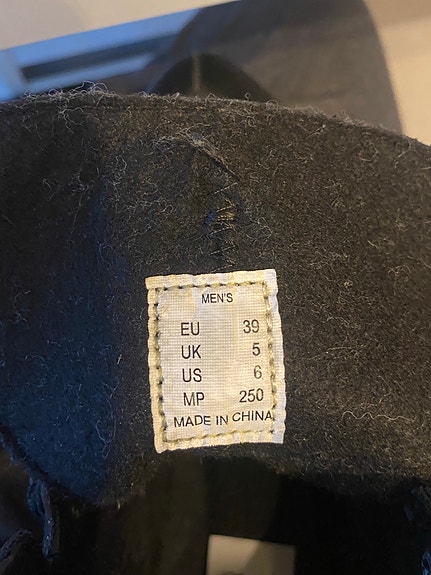 MEN'S
EU 39
UK 5
US 6
MP 250
MADE IN CHINA